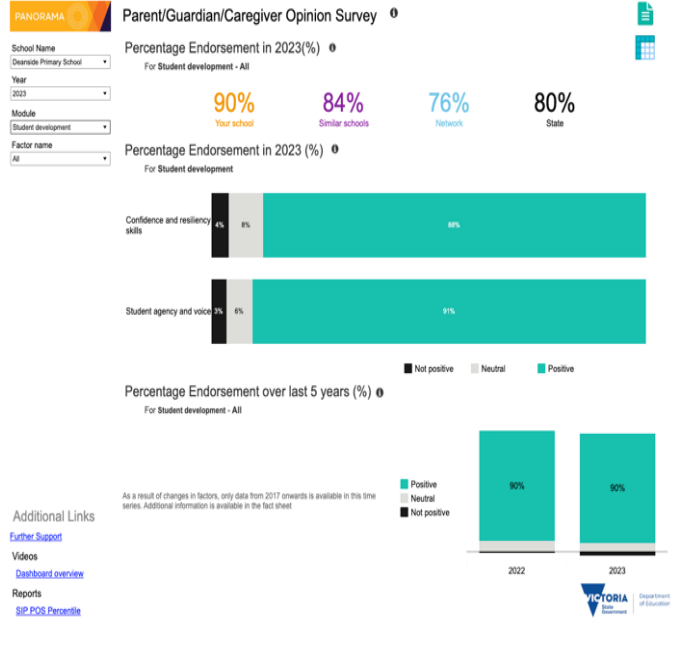 PANORAMA
Parent/Guardian/Caregiver Opinion Survey
School Name
Deanside Primary School
Year
2023
Module
Student development
Factor name
All
Percentage Endorsement in 2023(%)
For Student development - All
90% 84% 76% 80%
Your school Similar schools Network State
Percentage Endorsement in 2023 (%)
For Student development
Confidence and resiliency
skills
4% 8% 88%
Student agency and voice 3% 6% 91%
Not positive Neutral Positive
Percentage Endorsement over last 5 years (%)
For Student development - All
As a result of changes in factors, only data from 2017 onwards is available in this time
series. Additional information is available in the fact sheet
Positive
Neutral
Not positive
90% 90%
2022 2023
Additional Links
Further Support
Videos
Dashboard overview
Reports
SIP POS Percentile
VICTORIA
State
Government
Department
of Education